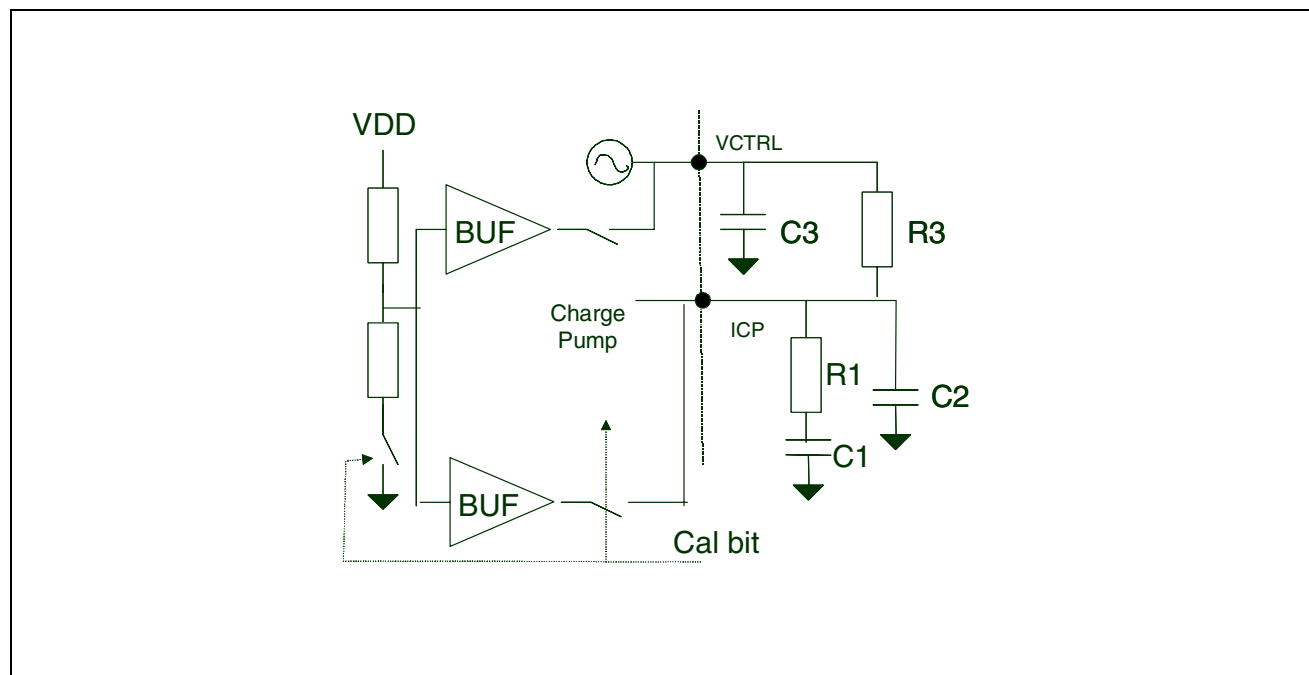 VDD
VCTRL
BUF
C3
R3
Charge
Pump
ICP
R1
C2
C1
BUF
Cal bit